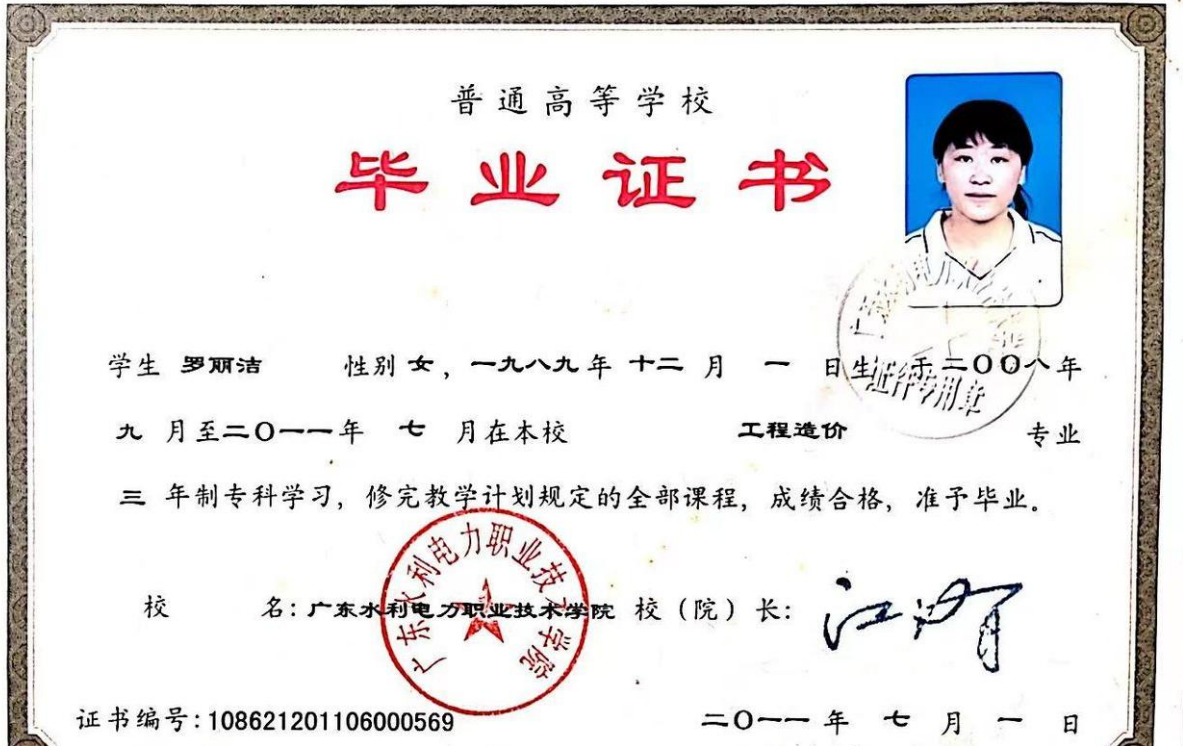 普通高等学校
毕业证书
学生 罗丽洁 性别 女，一九八九年 十二 月 一 日生 于二〇〇八年
九 月至二〇一一年 七 月在本校 工程造价 专业
三 年制专科学习，修完教学计划规定的全部课程，成绩合格，准予毕业。
校 名：广东水利电力职业技术学院 校（院）长：
广东水利电力职业技术学院
证件专用章
证书编号：108621201106000569 二〇一一 年 七 月 一 日